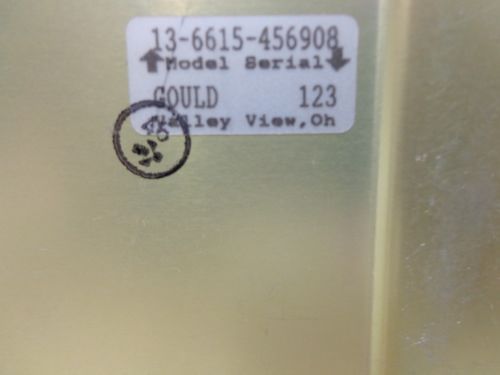 13-6615-456908
Model Serial
GOULD 123
Valley View,Oh